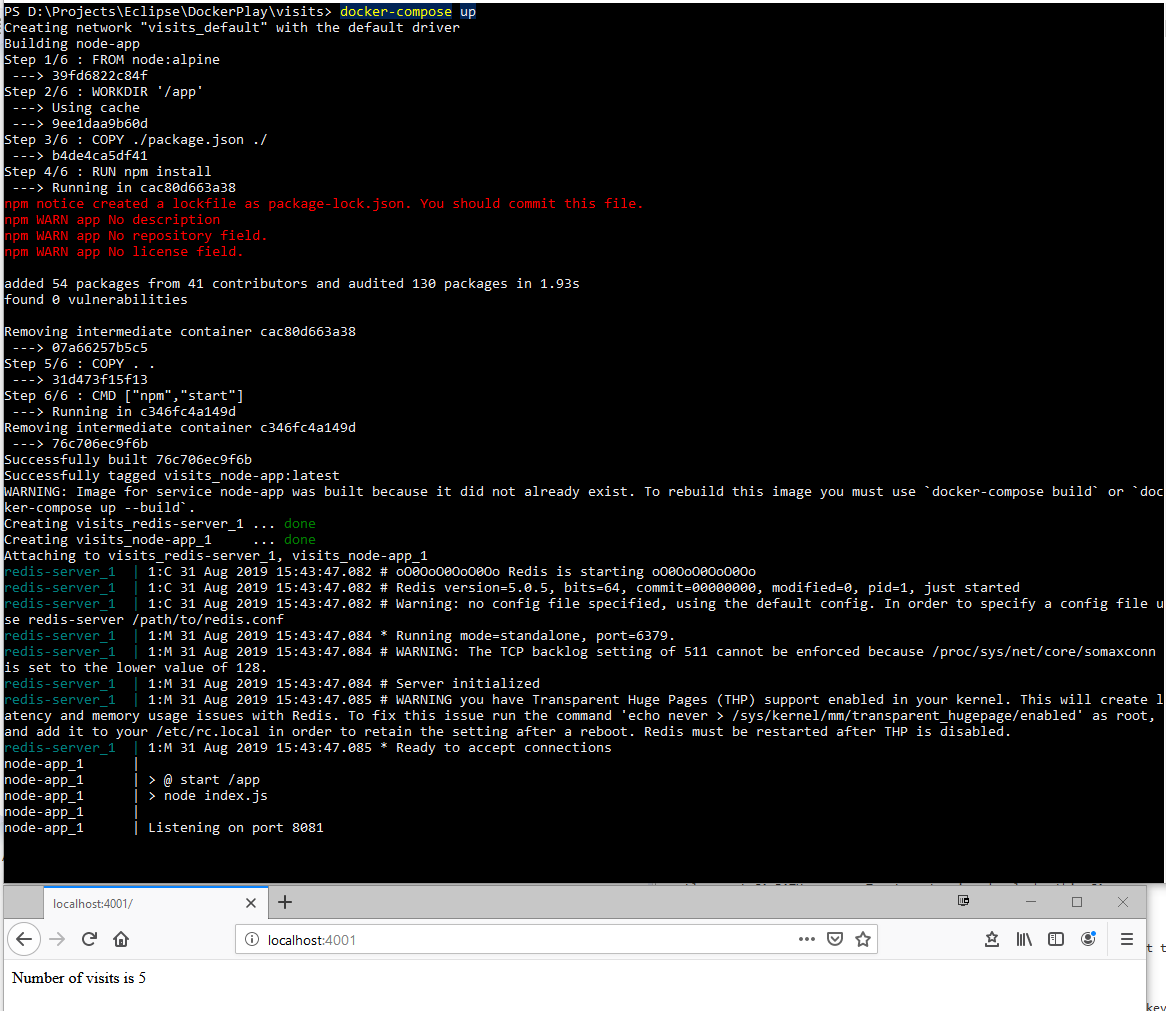 PS D:\Projects\Eclipse\DockerPlay\visits> docker-compose up
Creating network "visits_default" with the default driver
Building node-app
Step 1/6 : FROM node:alpine
 ---> 39fd6822c84f
Step 2/6 : WORKDIR '/app'
 ---> Using cache
 ---> 9ee1daa9b60d
Step 3/6 : COPY ./package.json ./
 ---> b4de4ca5df41
Step 4/6 : RUN npm install
 ---> Running in cac80d663a38
npm notice created a lockfile as package-lock.json. You should commit this file.
npm WARN app No description
npm WARN app No repository field.
npm WARN app No license field.
added 54 packages from 41 contributors and audited 130 packages in 1.93s
found 0 vulnerabilities
Removing intermediate container cac80d663a38
 ---> 07a66257b5c5
Step 5/6 : COPY . .
 ---> 31d473f15f13
Step 6/6 : CMD ["npm","start"]
 ---> Running in c346fc4a149d
Removing intermediate container c346fc4a149d
 ---> 76c706ec9f6b
Successfully built 76c706ec9f6b
Successfully tagged visits_node-app:latest
WARNING: Image for service node-app was built because it did not already exist. To rebuild this image you must use `docker-compose build` or `doc
ker-compose up --build`.
Creating visits_redis-server_1 ... done
Creating visits_node-app_1     ... done
Attaching to visits_redis-server_1, visits_node-app_1
redis-server_1  | 1:C 31 Aug 2019 15:43:47.082 # oO0OoO0OoO0Oo Redis is starting oO0OoO0OoO0Oo
redis-server_1  | 1:C 31 Aug 2019 15:43:47.082 # Redis version=5.0.5, bits=64, commit=00000000, modified=0, pid=1, just started
redis-server_1  | 1:C 31 Aug 2019 15:43:47.082 # Warning: no config file specified, using the default config. In order to specify a config file u
se redis-server /path/to/redis.conf
redis-server_1  | 1:M 31 Aug 2019 15:43:47.084 * Running mode=standalone, port=6379.
redis-server_1  | 1:M 31 Aug 2019 15:43:47.084 # WARNING: The TCP backlog setting of 511 cannot be enforced because /proc/sys/net/core/somaxconn
is set to the lower value of 128.
redis-server_1  | 1:M 31 Aug 2019 15:43:47.084 # Server initialized
redis-server_1  | 1:M 31 Aug 2019 15:43:47.085 # WARNING you have Transparent Huge Pages (THP) support enabled in your kernel. This will create l
atency and memory usage issues with Redis. To fix this issue run the command 'echo never > /sys/kernel/mm/transparent_hugepage/enabled' as root,
and add it to your /etc/rc.local in order to retain the setting after a reboot. Redis must be restarted after THP is disabled.
redis-server_1  | 1:M 31 Aug 2019 15:43:47.085 * Ready to accept connections
node-app_1      |
node-app_1      | > @ start /app
node-app_1      | > node index.js
node-app_1      |
node-app_1      | Listening on port 8081
localhost:4001/
localhost:4001
Number of visits is 5
t t
key